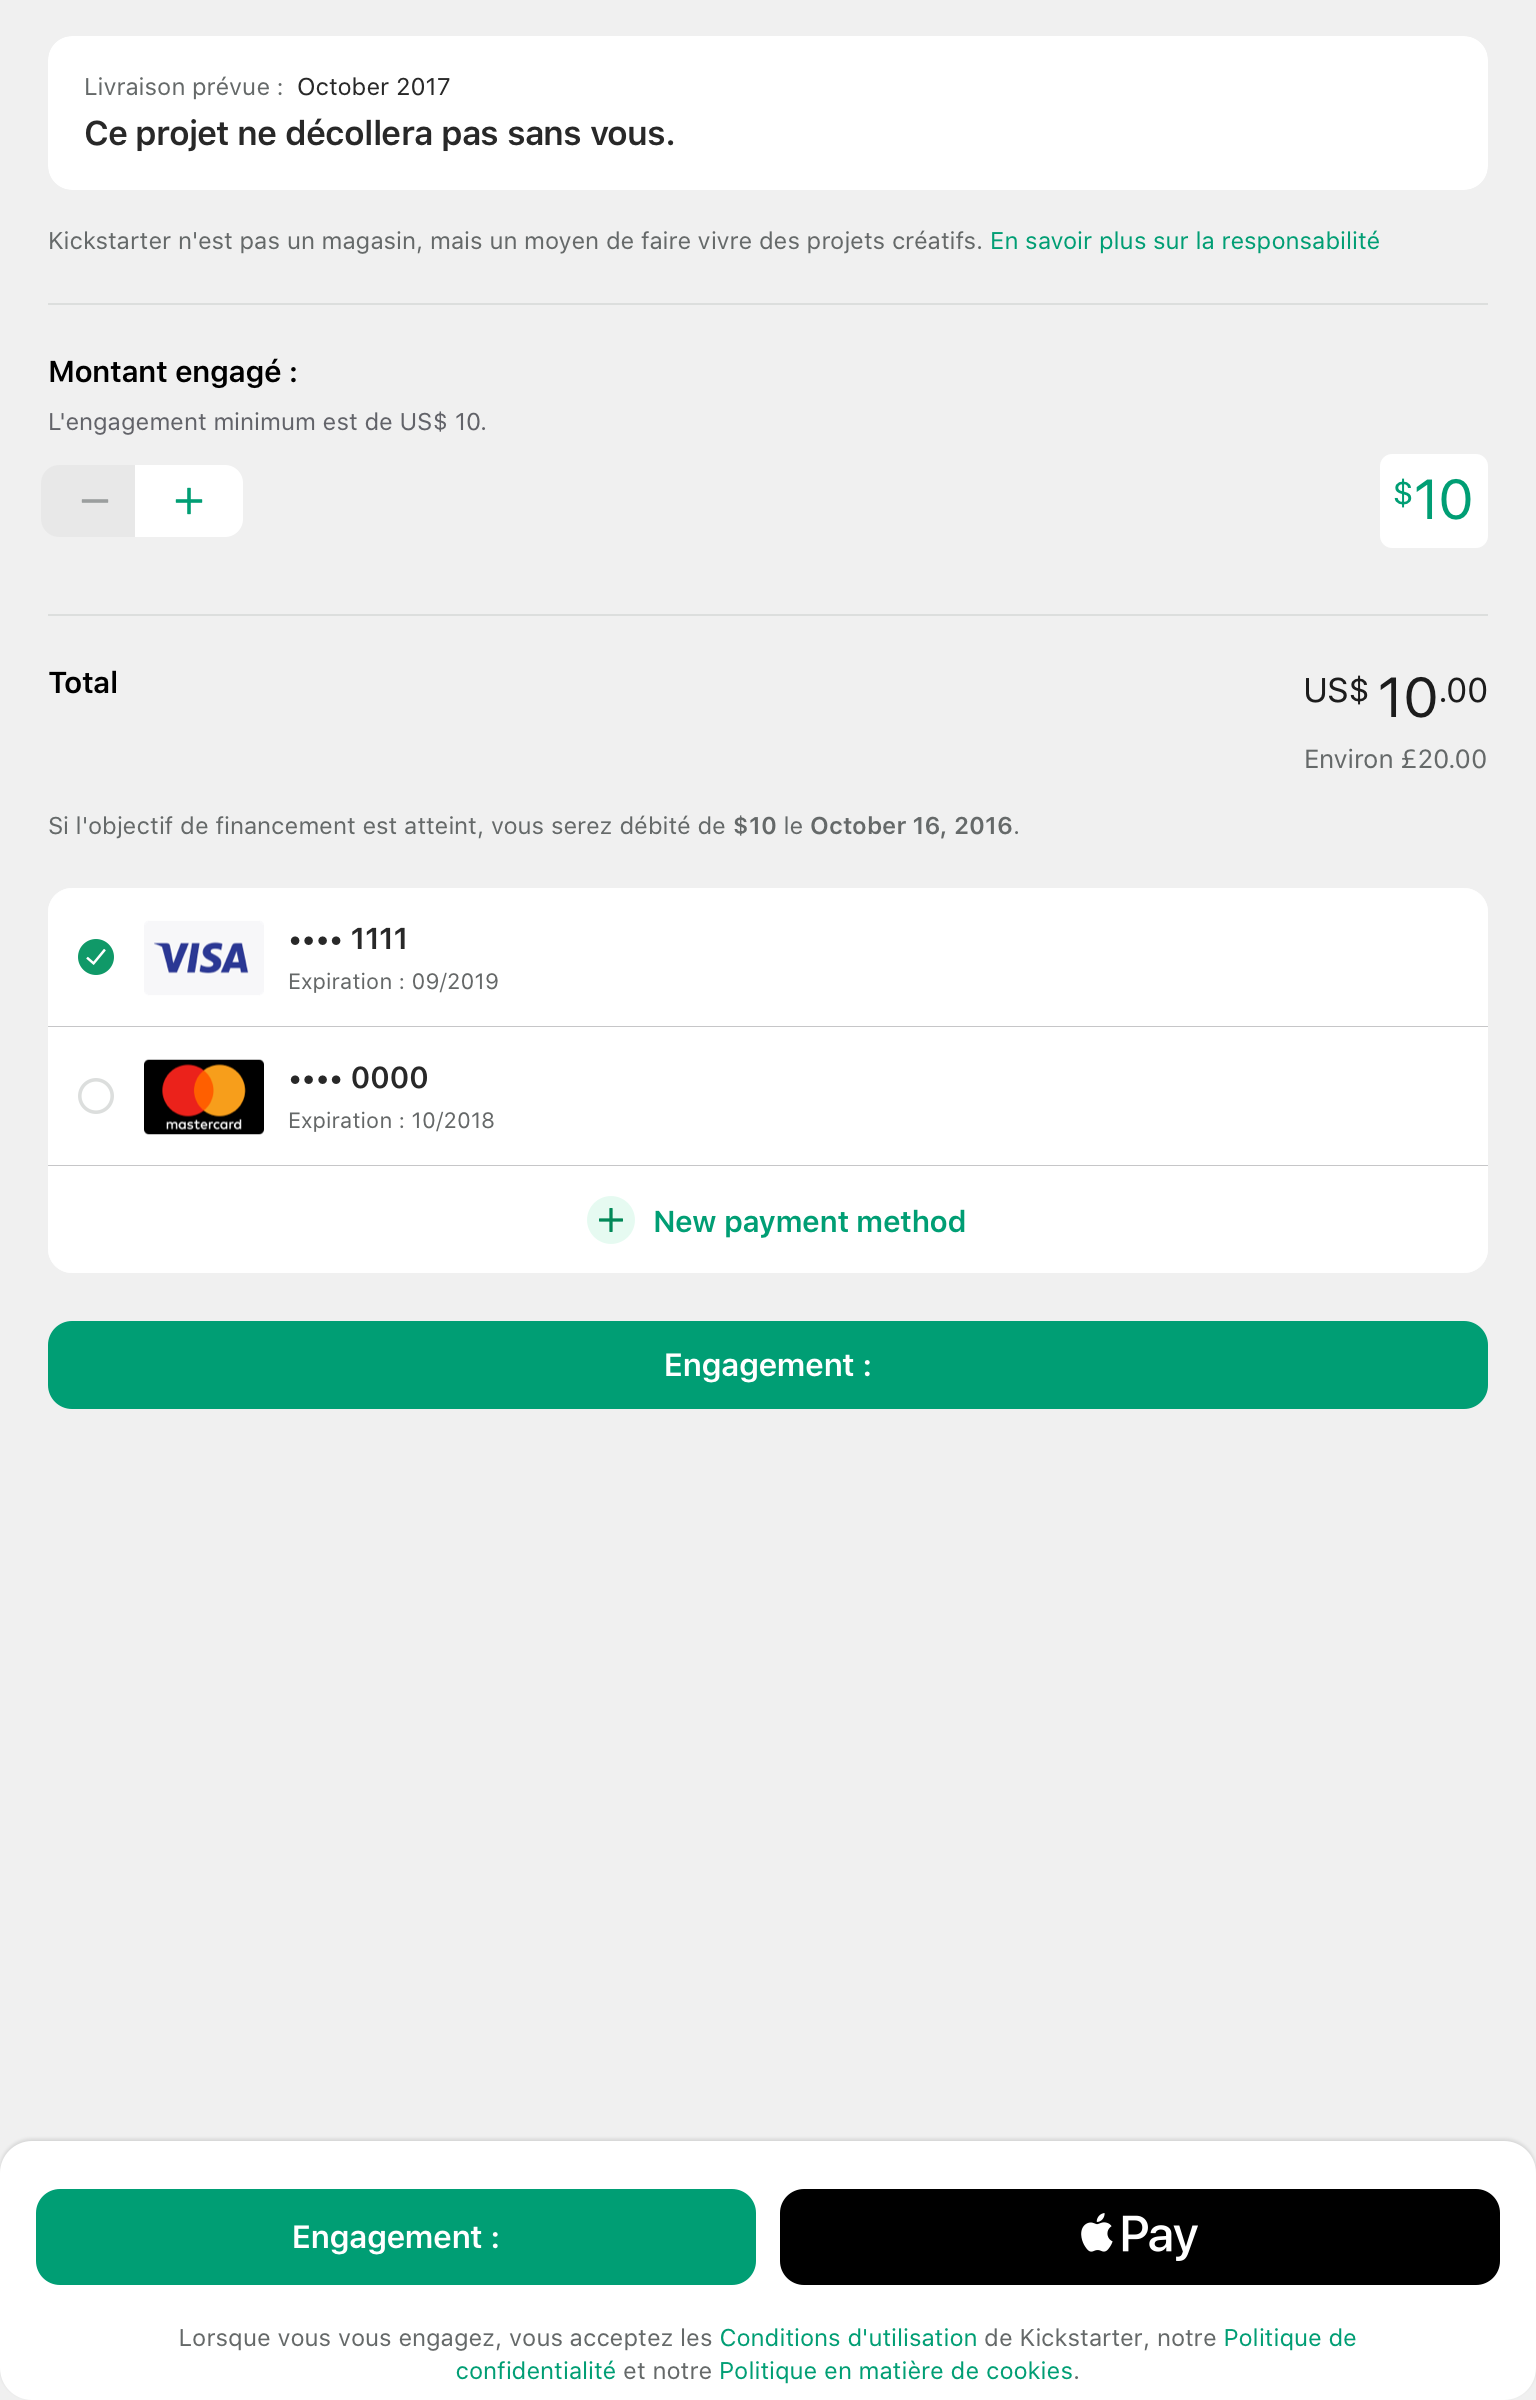 Livraison prévue : October 2017
Ce projet ne décollera pas sans vous.
Kickstarter n'est pas un magasin, mais un moyen de faire vivre des projets créatifs. En savoir plus sur la responsabilité
Montant engagé :
L'engagement minimum est de US$ 10.
$10
Total
US$ 10.00
Environ £20.00
Si l'objectif de financement est atteint, vous serez débité de $10 le October 16, 2016.
VISA
•••• 1111
Expiration : 09/2019
mastercard
•••• 0000
Expiration : 10/2018
New payment method
Engagement :
Engagement :
Pay
Lorsque vous vous engagez, vous acceptez les Conditions d'utilisation de Kickstarter, notre Politique de
confidentialité et notre Politique en matière de cookies.